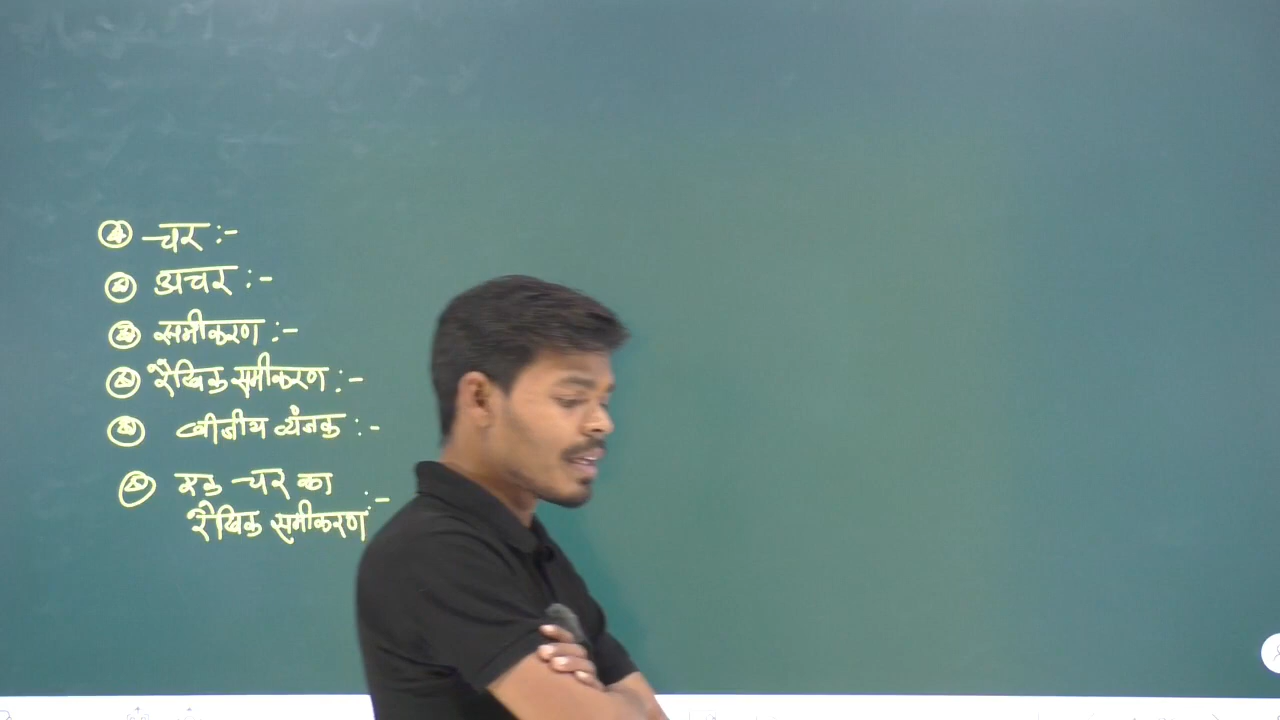 ① चर :-
② अचर :-
③ समीकरण :-
④ रैखिक समीकरण :-
⑤ बीजीय व्यंजक :-
⑥ एक चर का
रैखिक समीकरण :-